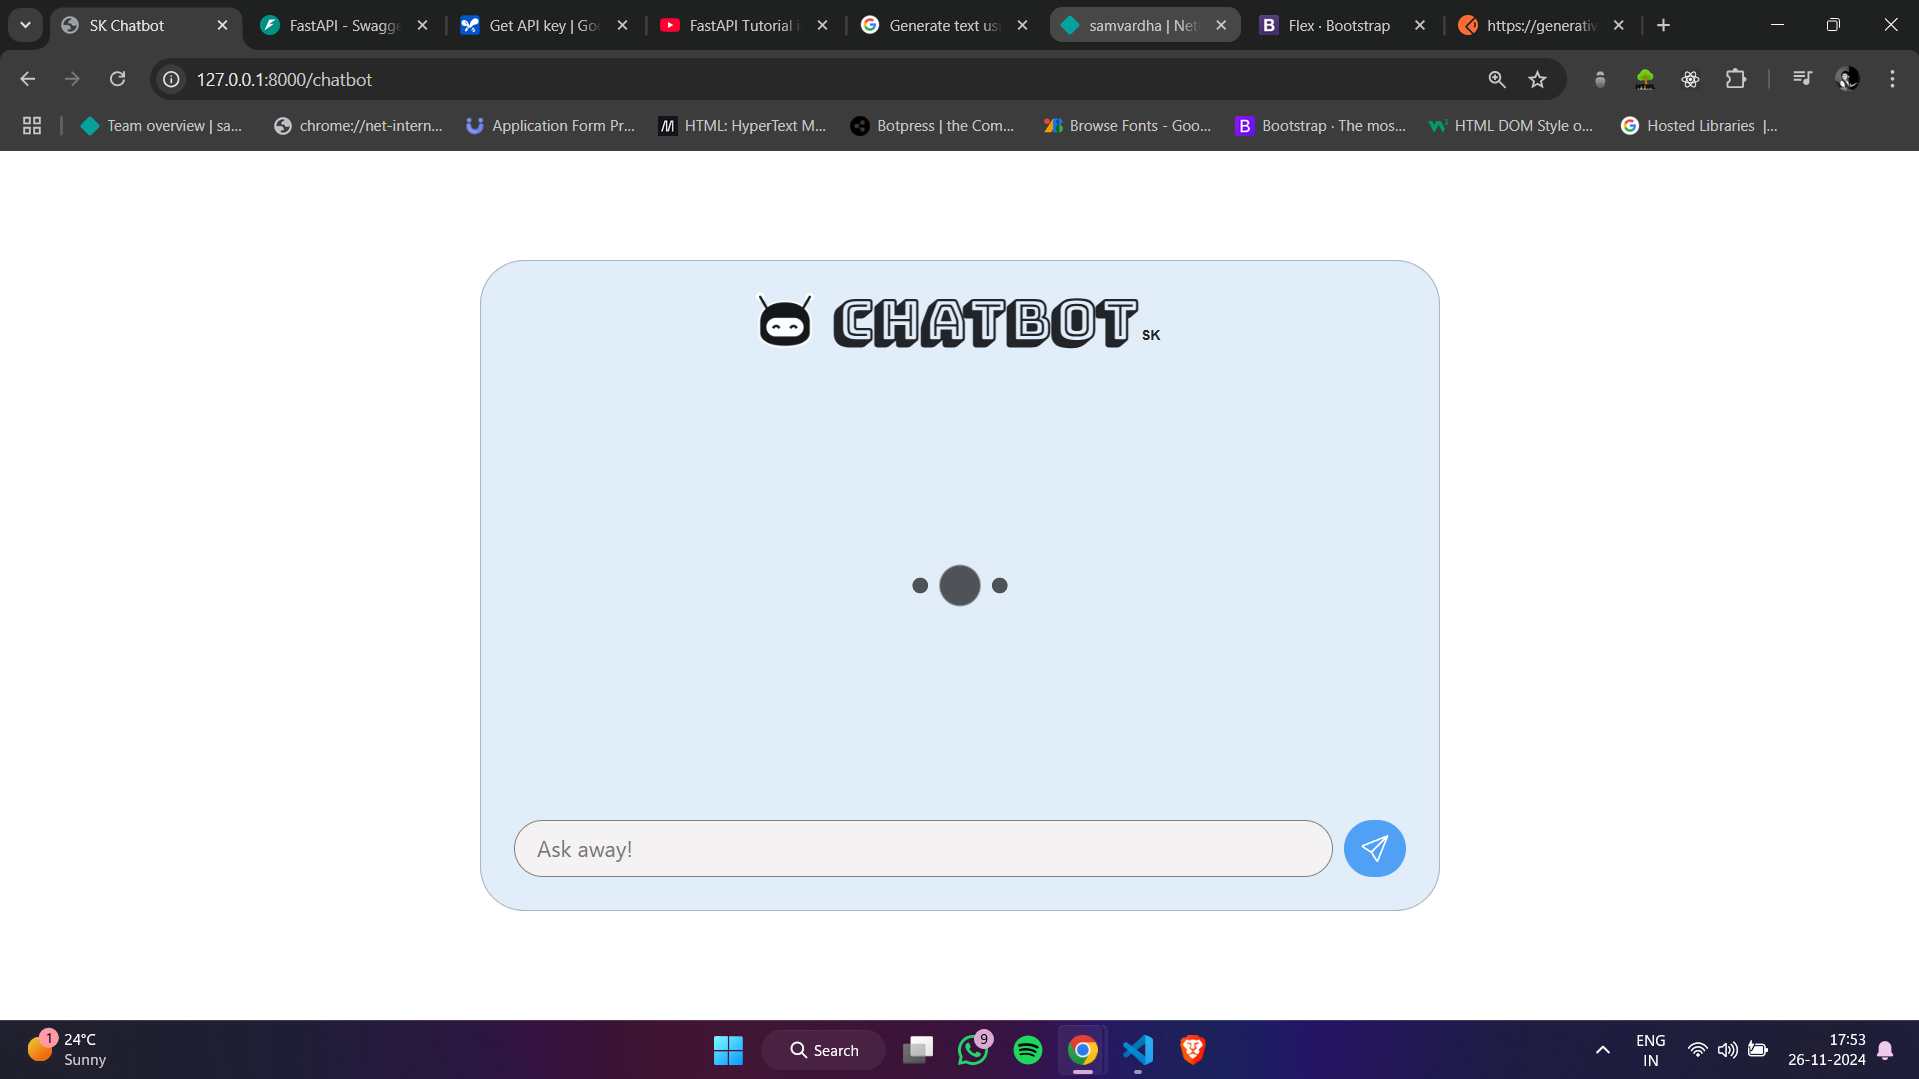 SK Chatbot
FastAPI - Swagge
Get API key | Goo
FastAPI Tutorial i
Generate text usi
samvardha | Netl
Flex · Bootstrap
https://generativ
127.0.0.1:8000/chatbot
Team overview | sa...
chrome://net-intern...
Application Form Pr...
HTML: HyperText M...
Botpress | the Com...
Browse Fonts - Goo...
Bootstrap · The mos...
HTML DOM Style o...
Hosted Libraries |...
CHATBOT SK
Ask away!
1
24°C
Sunny
Search
9
ENG
IN
17:53
26-11-2024